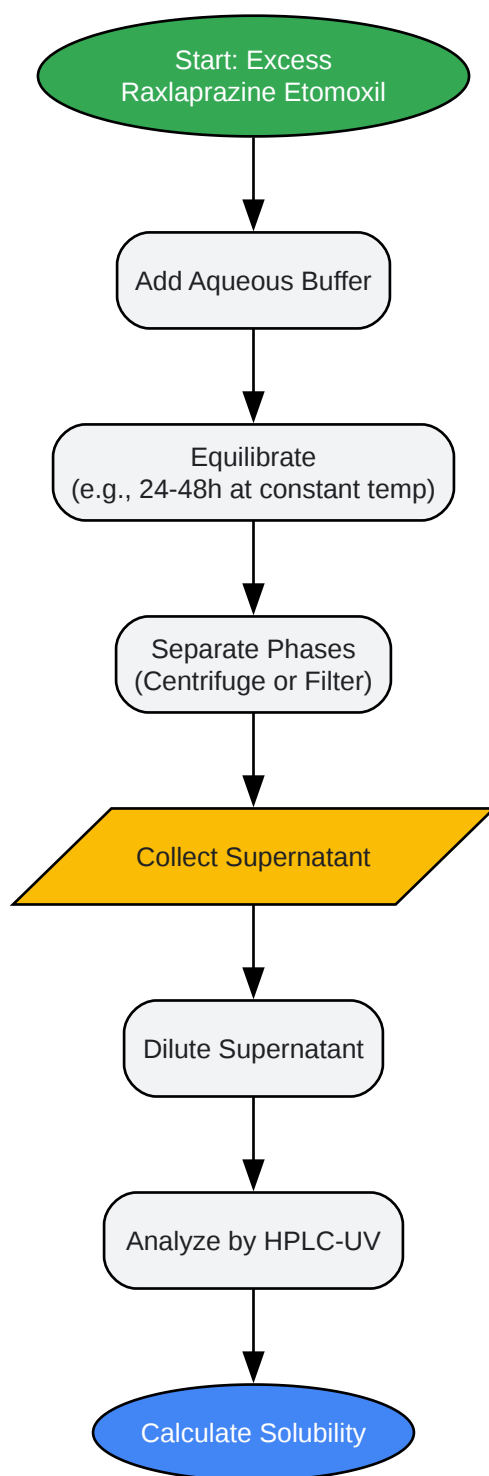 Start: Excess
Raxlaprazine Etomoxil
Add Aqueous Buffer
Equilibrate
(e.g., 24-48h at constant temp)
Separate Phases
(Centrifuge or Filter)
Collect Supernatant
Dilute Supernatant
Analyze by HPLC-UV
Calculate Solubility